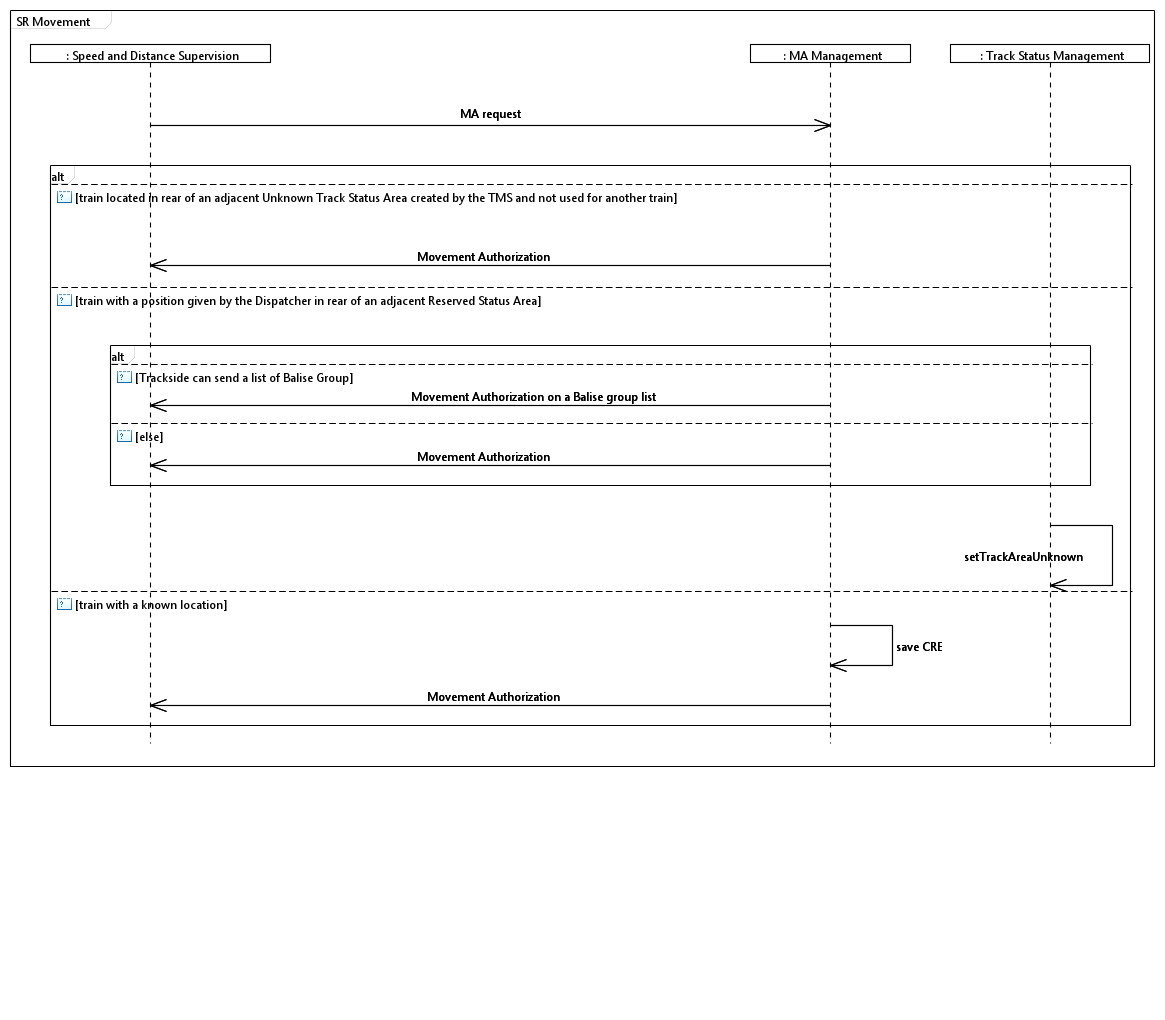 SR Movement
: Speed and Distance Supervision
: MA Management
: Track Status Management
MA request
alt
[train located in rear of an adjacent Unknown Track Status Area created by the TMS and not used for another train]
Movement Authorization
[train with a position given by the Dispatcher in rear of an adjacent Reserved Status Area]
alt
[Trackside can send a list of Balise Group]
Movement Authorization on a Balise group list
[else]
Movement Authorization
setTrackAreaUnknown
[train with a known location]
save CRE
Movement Authorization